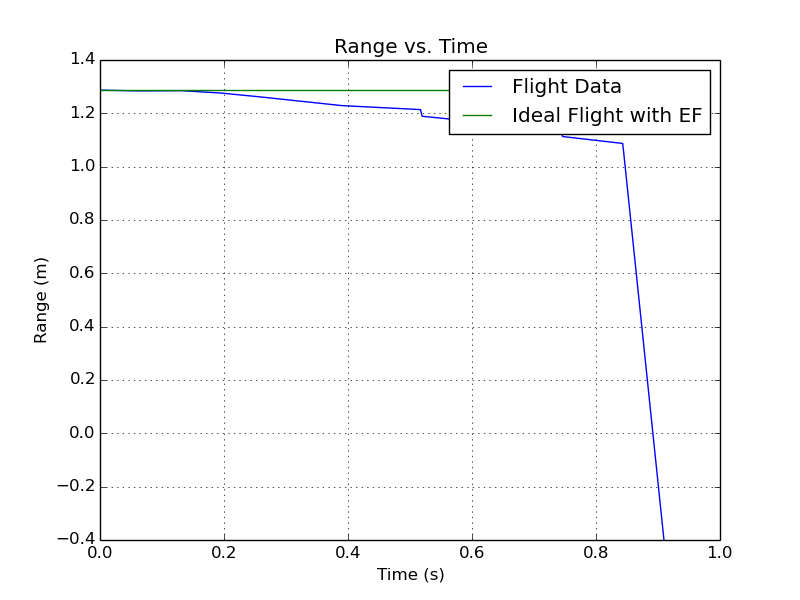 Range vs. Time
Flight Data
Ideal Flight with EF
1.4
1.2
1.0
0.8
0.6
0.4
0.2
0.0
−0.2
−0.4
Range (m)
0.0 0.2 0.4 0.6 0.8 1.0
Time (s)